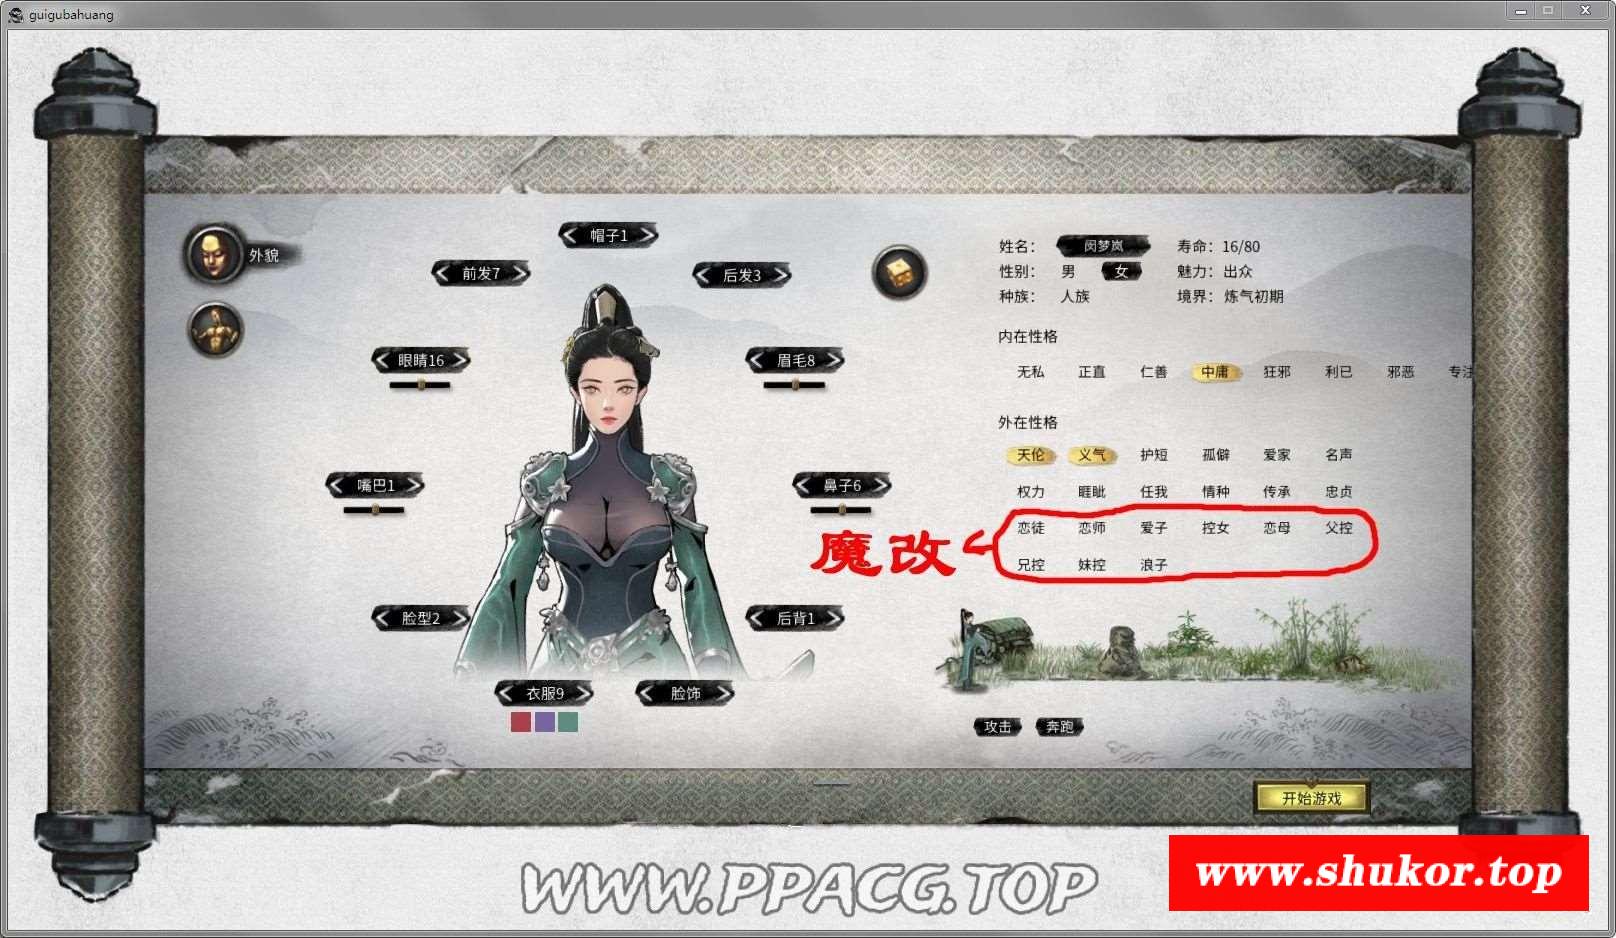 guigubahuang
外貌
帽子1
前发7
后发3
眼睛16
眉毛8
嘴巴1
鼻子6
脸型2
后背1
衣服9
脸饰
姓名： 闵梦岚 寿命：16/80
性别： 男 女 魅力：出众
种族： 人族 境界：炼气初期
内在性格
无私 正直 仁善 中庸 狂邪 利已 邪恶 专注
外在性格
天伦 义气 护短 孤僻 爱家 名声
权力 睚眦 任我 情种 传承 忠贞
恋徒 恋师 爱子 控女 恋母 父控
兄控 妹控 浪子
魔改
攻击 奔跑
开始游戏
WWW.PPACG.TOP
www.shukor.top